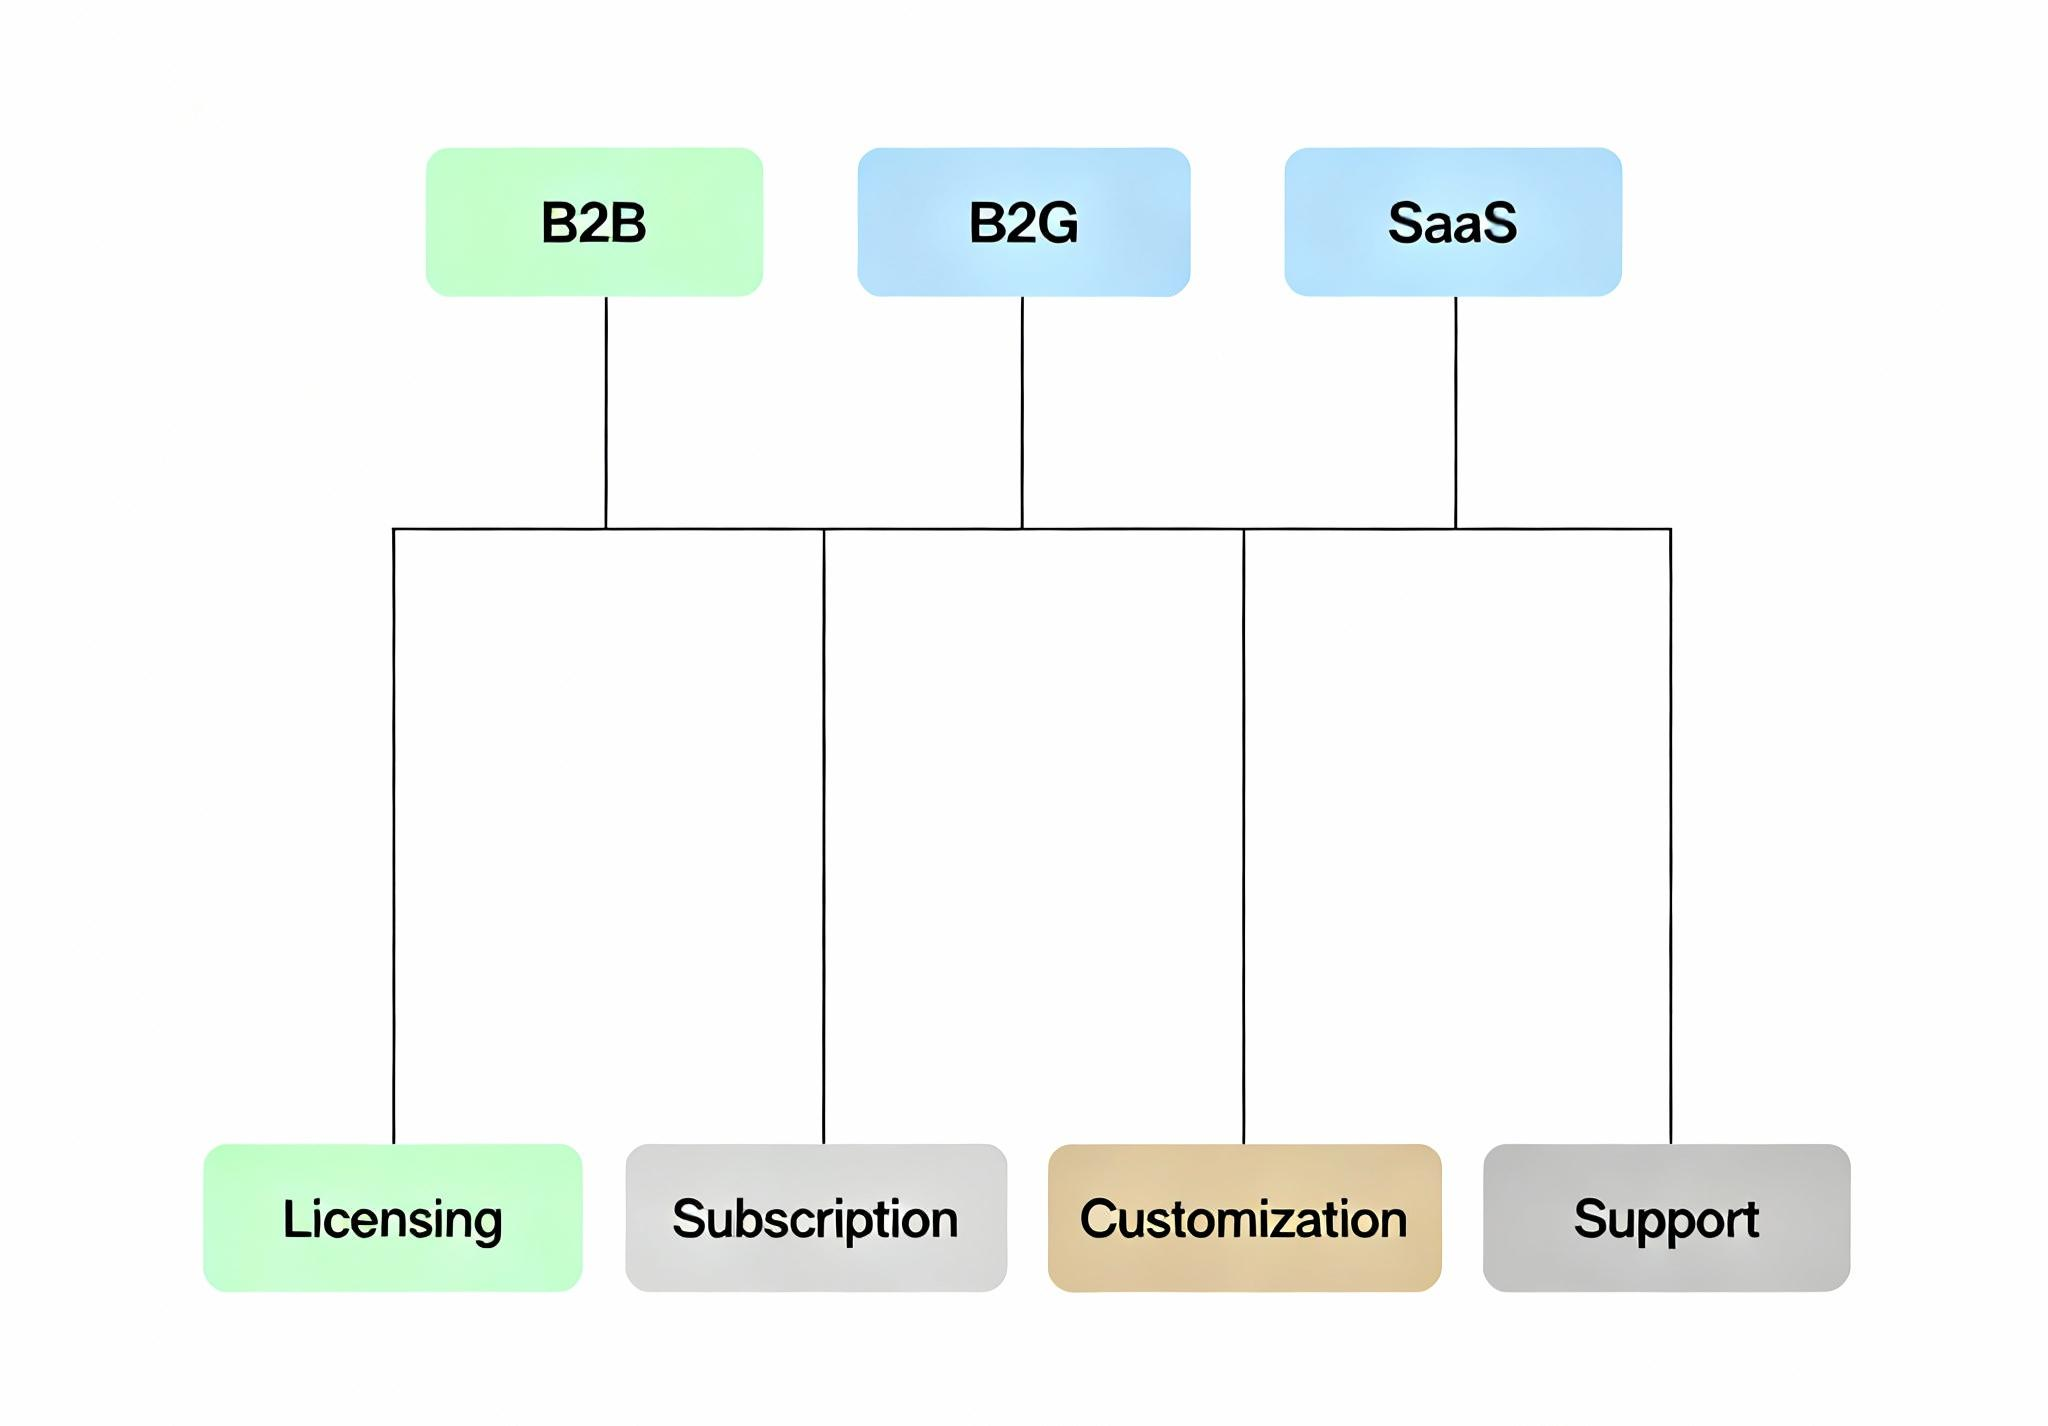 B2B
B2G
SaaS
Licensing
Subscription
Customization
Support